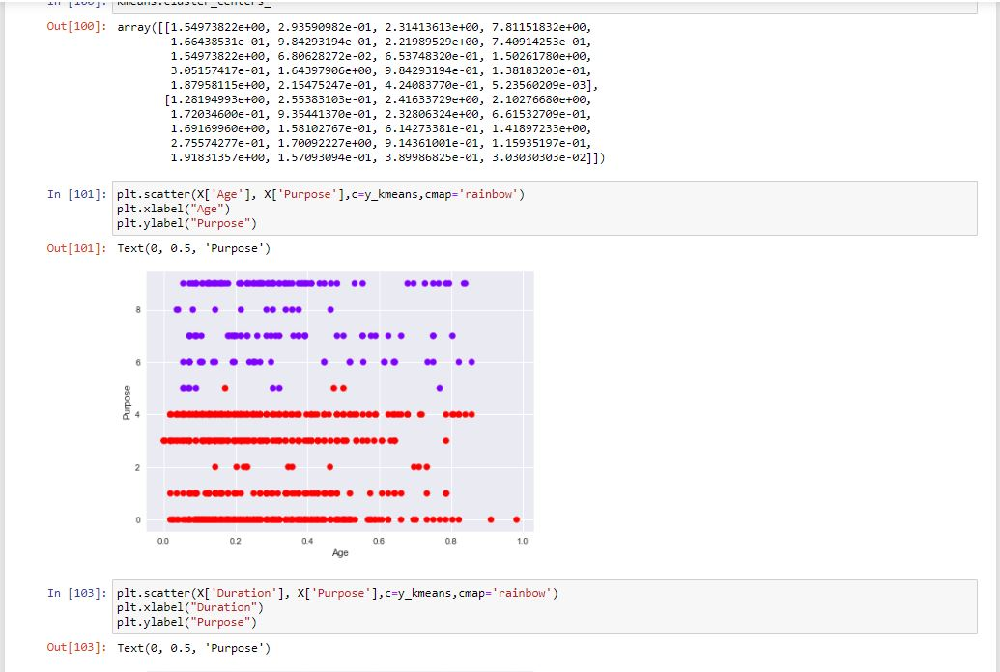 kmeans.cluster_centers_
Out[100]: array([[1.54973822e+00, 2.93590982e-01, 2.31413613e+00, 7.81151832e+00,
1.66438531e-01, 9.84293194e-01, 2.21989529e+00, 7.40914253e-01,
1.54973822e+00, 6.80628272e-02, 6.53748320e-01, 1.50261780e+00,
3.05157417e-01, 1.64397906e+00, 9.84293194e-01, 1.38183203e-01,
1.87958115e+00, 2.15475247e-01, 4.24083770e-01, 5.23560209e-03],
[1.28194993e+00, 2.55383103e-01, 2.41633729e+00, 2.10276680e+00,
1.72034600e-01, 9.35441370e-01, 2.32806324e+00, 6.61532709e-01,
1.69169960e+00, 1.58102767e-01, 6.14273381e-01, 1.41897233e+00,
2.75574277e-01, 1.70092227e+00, 9.14361001e-01, 1.15935197e-01,
1.91831357e+00, 1.57093094e-01, 3.89986825e-01, 3.03030303e-02]])
In [101]: plt.scatter(X['Age'], X['Purpose'],c=y_kmeans,cmap='rainbow')
plt.xlabel("Age")
plt.ylabel("Purpose")
Out[101]: Text(0, 0.5, 'Purpose')
8
6
Purpose
4
2
0
0.0 0.2 0.4 0.6 0.8 1.0
Age
In [103]: plt.scatter(X['Duration'], X['Purpose'],c=y_kmeans,cmap='rainbow')
plt.xlabel("Duration")
plt.ylabel("Purpose")
Out[103]: Text(0, 0.5, 'Purpose')